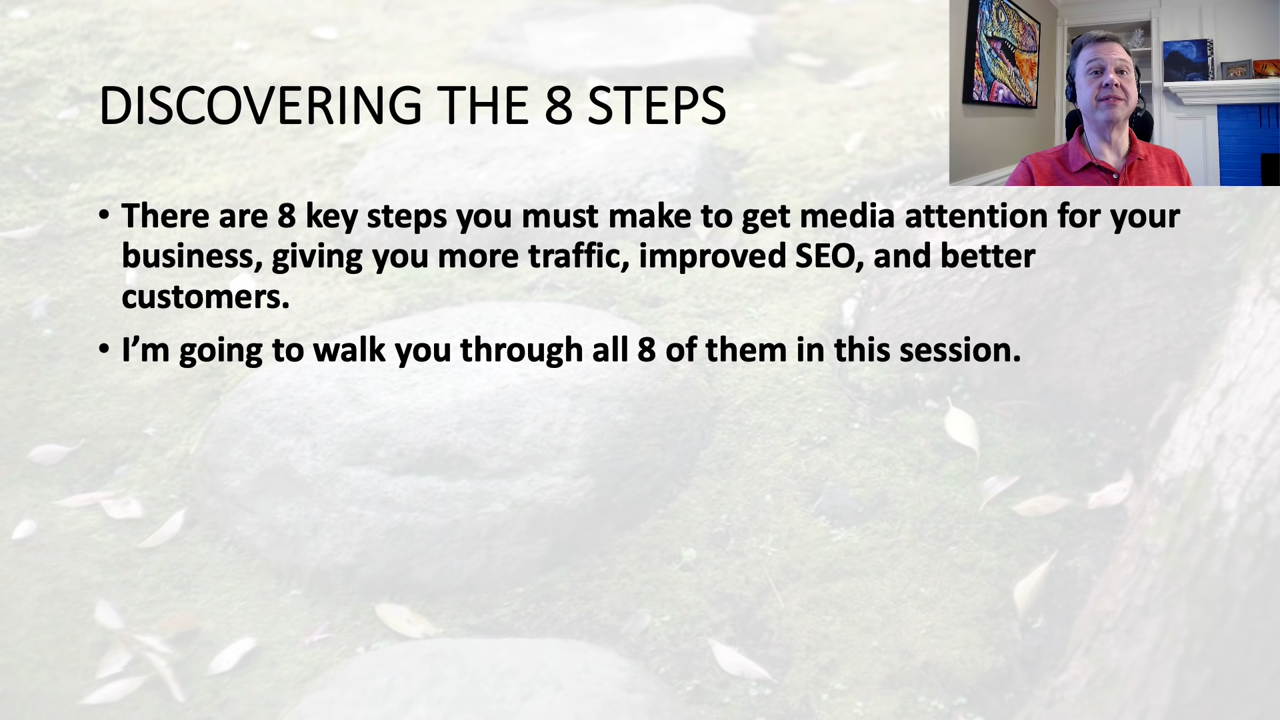 DISCOVERING THE 8 STEPS
• There are 8 key steps you must make to get media attention for your
business, giving you more traffic, improved SEO, and better
customers.
• I’m going to walk you through all 8 of them in this session.